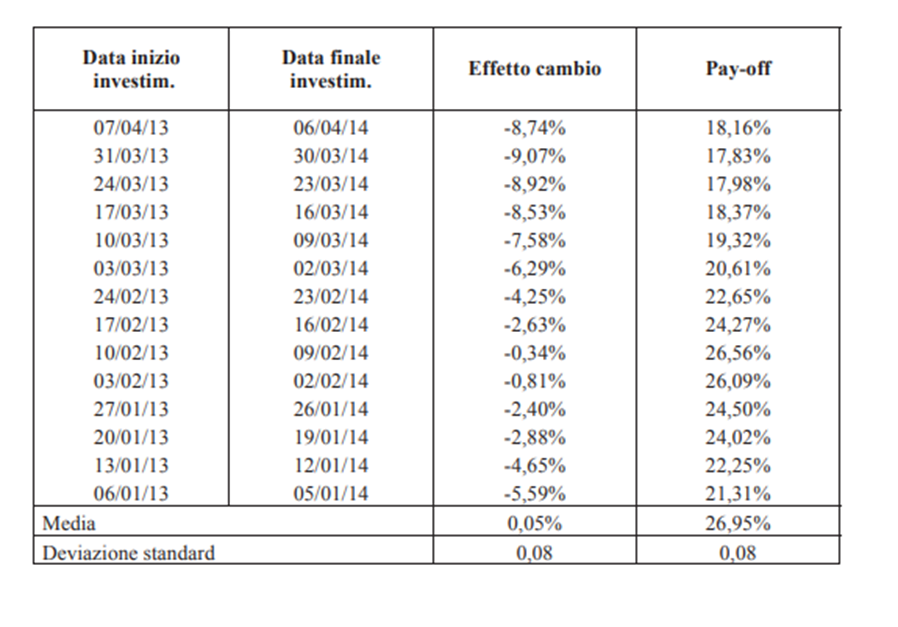 Data inizio investim. Data finale investim. Effetto cambio Pay-off
07/04/13 06/04/14 -8,74% 18,16%
31/03/13 30/03/14 -9,07% 17,83%
24/03/13 23/03/14 -8,92% 17,98%
17/03/13 16/03/14 -8,53% 18,37%
10/03/13 09/03/14 -7,58% 19,32%
03/03/13 02/03/14 -6,29% 20,61%
24/02/13 23/02/14 -4,25% 22,65%
17/02/13 16/02/14 -2,63% 24,27%
10/02/13 09/02/14 -0,34% 26,56%
03/02/13 02/02/14 -0,81% 26,09%
27/01/13 26/01/14 -2,40% 24,50%
20/01/13 19/01/14 -2,88% 24,02%
13/01/13 12/01/14 -4,65% 22,25%
06/01/13 05/01/14 -5,59% 21,31%
Media 0,05% 26,95%
Deviazione standard 0,08 0,08